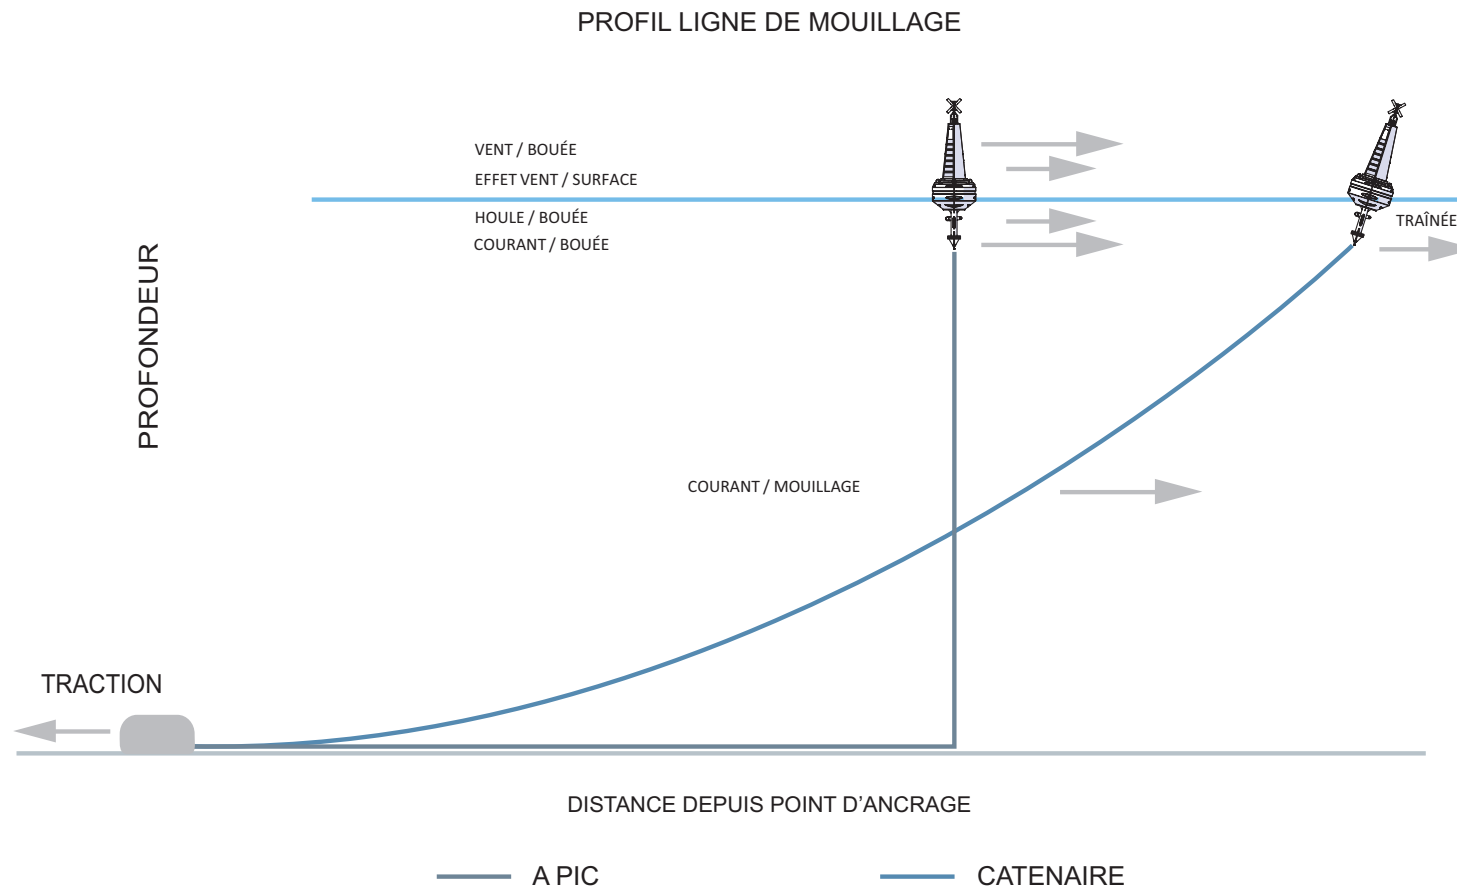 PROFIL LIGNE DE MOUILLAGE
VENT / BOUÉE
EFFET VENT / SURFACE
HOULE / BOUÉE
COURANT / BOUÉE
TRAÎNÉE
PROFONDEUR
COURANT / MOUILLAGE
TRACTION
DISTANCE DEPUIS POINT D’ANCRAGE
A PIC
CATENAIRE